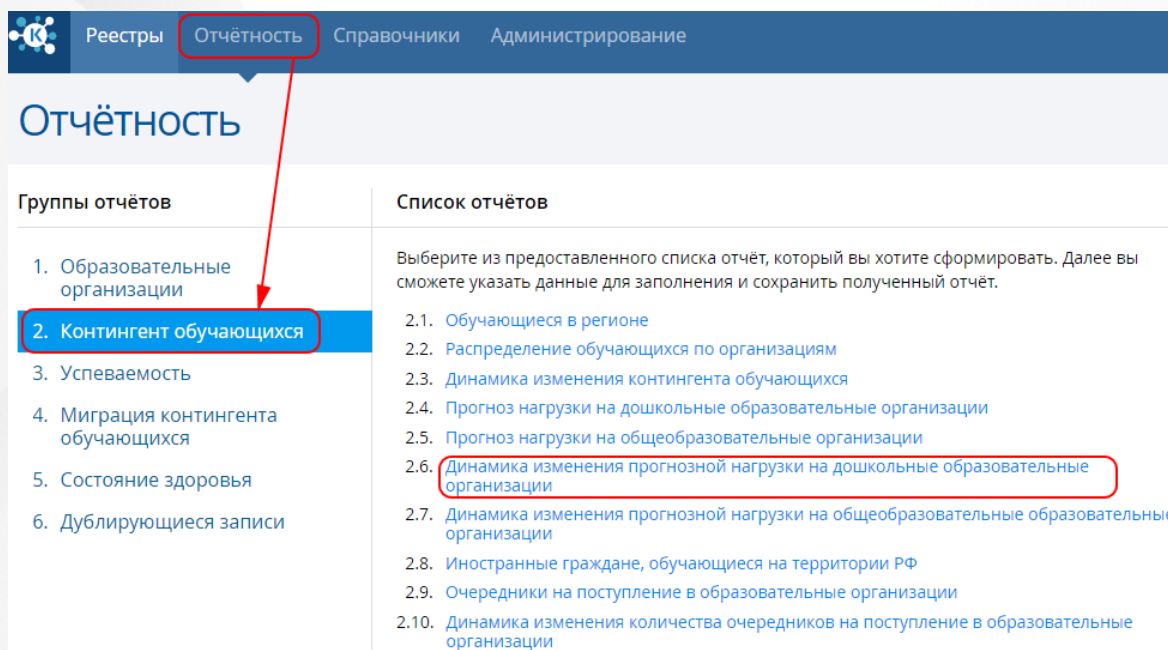 К Реестры Отчётность Справочники Администрирование
Отчётность
Группы отчётов
1. Образовательные
организации
2. Контингент обучающихся
3. Успеваемость
4. Миграция контингента
обучающихся
5. Состояние здоровья
6. Дублирующиеся записи
Список отчётов
Выберите из предоставленного списка отчёт, который вы хотите сформировать. Далее вы
сможете указать данные для заполнения и сохранить полученный отчёт.
2.1. Обучающиеся в регионе
2.2. Распределение обучающихся по организациям
2.3. Динамика изменения контингента обучающихся
2.4. Прогноз нагрузки на дошкольные образовательные организации
2.5. Прогноз нагрузки на общеобразовательные организации
2.6. Динамика изменения прогнозной нагрузки на дошкольные образовательные
организации
2.7. Динамика изменения прогнозной нагрузки на общеобразовательные образовательные
организации
2.8. Иностранные граждане, обучающиеся на территории РФ
2.9. Очередники на поступление в образовательные организации
2.10. Динамика изменения количества очередников на поступление в образовательные
организации